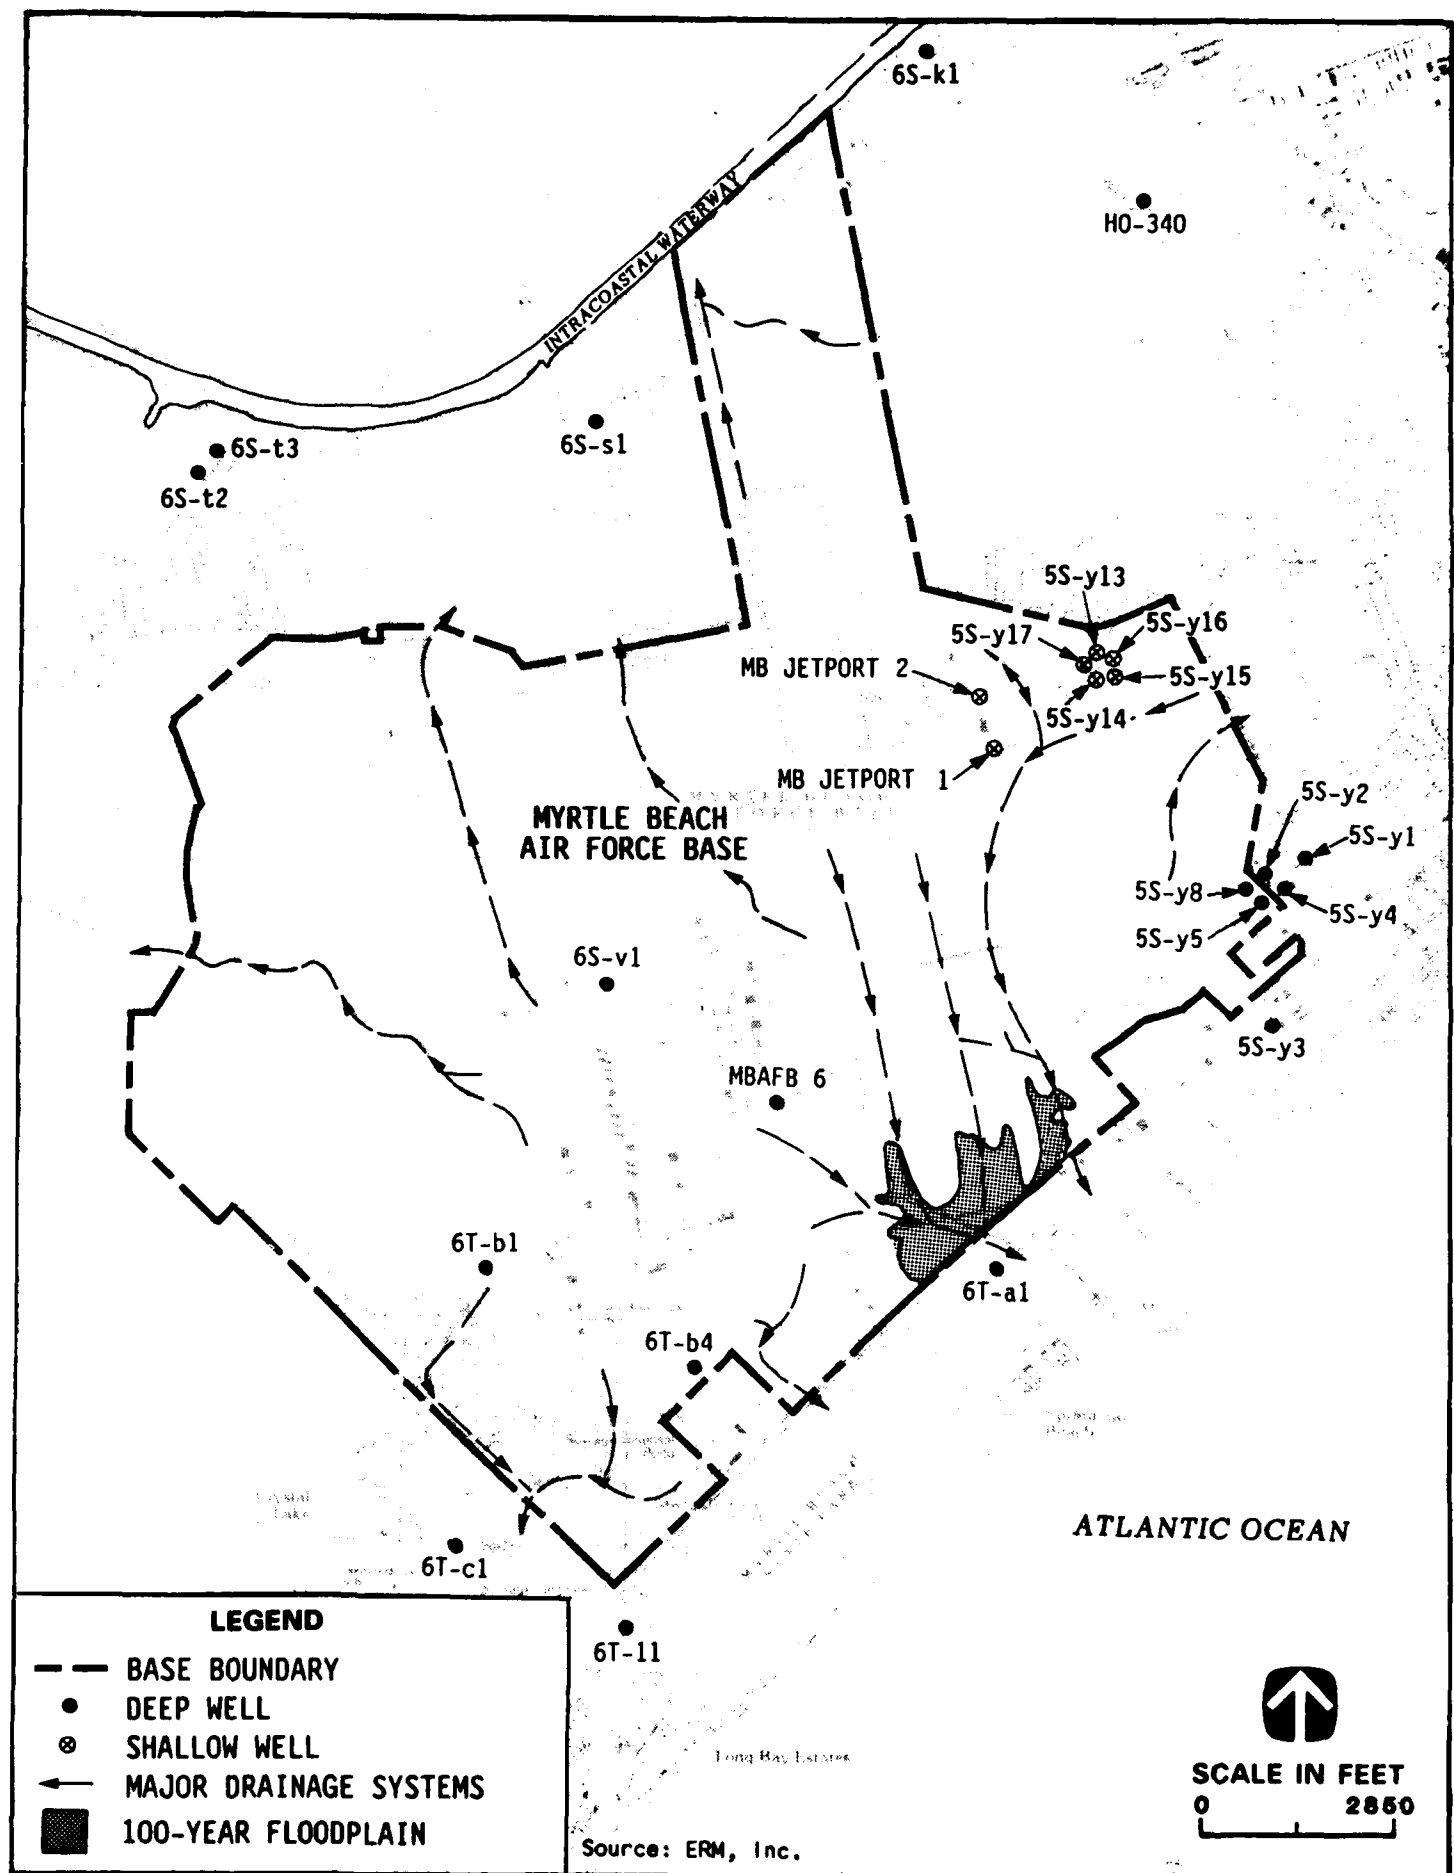 6S-k1
HO-340
INTRACOASTAL WATERWAY
6S-t3
6S-s1
6S-t2
5S-y13
5S-y17
5S-y16
MB JETPORT 2
5S-y15
5S-y14
MB JETPORT 1
5S-y2
MYRTLE BEACH
AIR FORCE BASE
5S-y1
5S-y8
5S-y4
5S-y5
6S-v1
5S-y3
MBAFB 6
6T-b1
6T-a1
6T-b4
ATLANTIC OCEAN
6T-c1
6T-11
LEGEND
BASE BOUNDARY
DEEP WELL
SHALLOW WELL
MAJOR DRAINAGE SYSTEMS
100-YEAR FLOODPLAIN
Long Bay Estates
Source: ERM, Inc.
SCALE IN FEET
0 2850